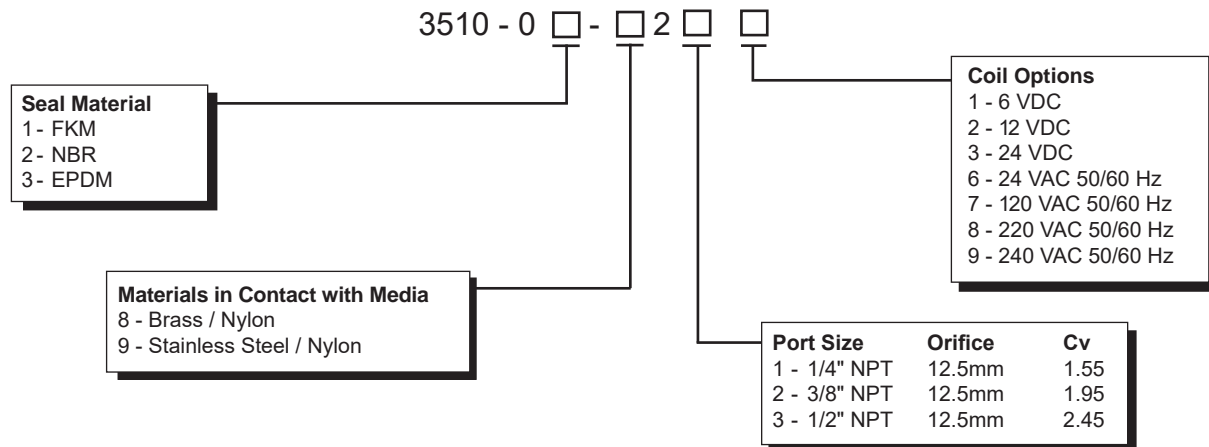 3510 - 0 □ - □ 2 □ □
Seal Material
1 - FKM
2 - NBR
3 - EPDM
Materials in Contact with Media
8 - Brass / Nylon
9 - Stainless Steel / Nylon
Coil Options
1 - 6 VDC
2 - 12 VDC
3 - 24 VDC
6 - 24 VAC 50/60 Hz
7 - 120 VAC 50/60 Hz
8 - 220 VAC 50/60 Hz
9 - 240 VAC 50/60 Hz
Port Size Orifice Cv
1 - 1/4" NPT 12.5mm 1.55
2 - 3/8" NPT 12.5mm 1.95
3 - 1/2" NPT 12.5mm 2.45